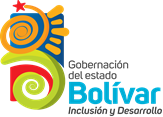 Gobernación
del estado
Bolívar
Inclusión y Desarrollo